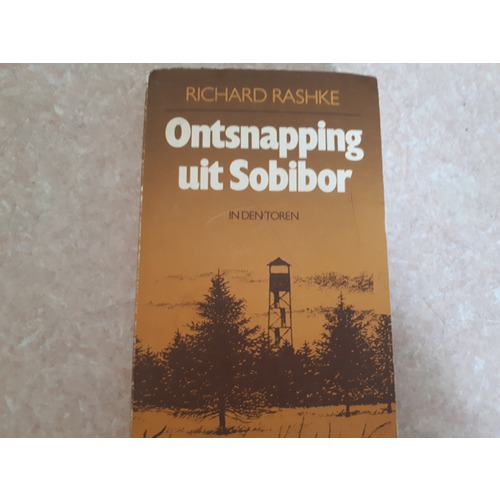 RICHARD RASHKE
Ontsnapping
uit Sobibor
IN DEN TOREN